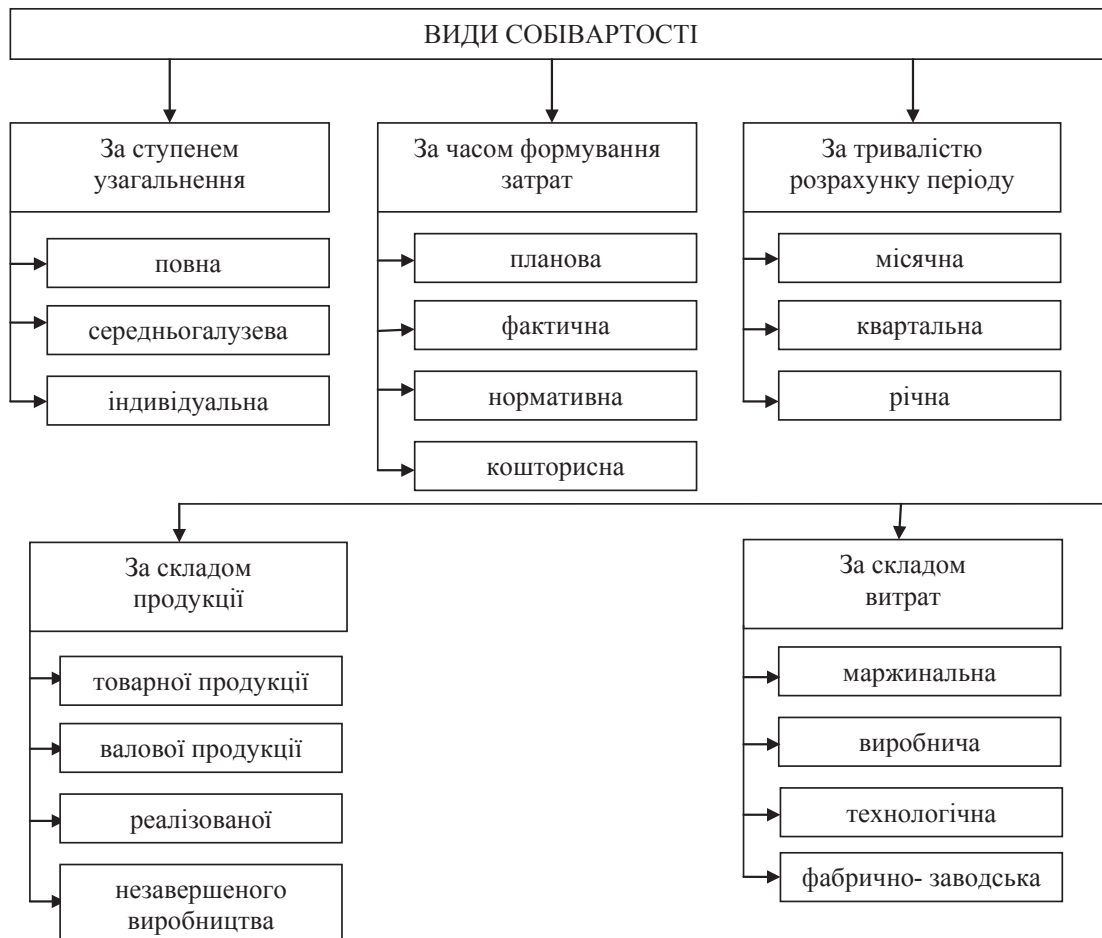 ВИДИ СОБІВАРТОСТІ
За ступенем
узагальнення
повна
середньогалузева
індивідуальна
За часом формування
затрат
планова
фактична
нормативна
кошторисна
За тривалістю
розрахунку періоду
місячна
квартальна
річна
За складом
продукції
товарної продукції
валової продукції
реалізованої
незавершеного
виробництва
За складом
витрат
маржинальна
виробнича
технологічна
фабрично- заводська